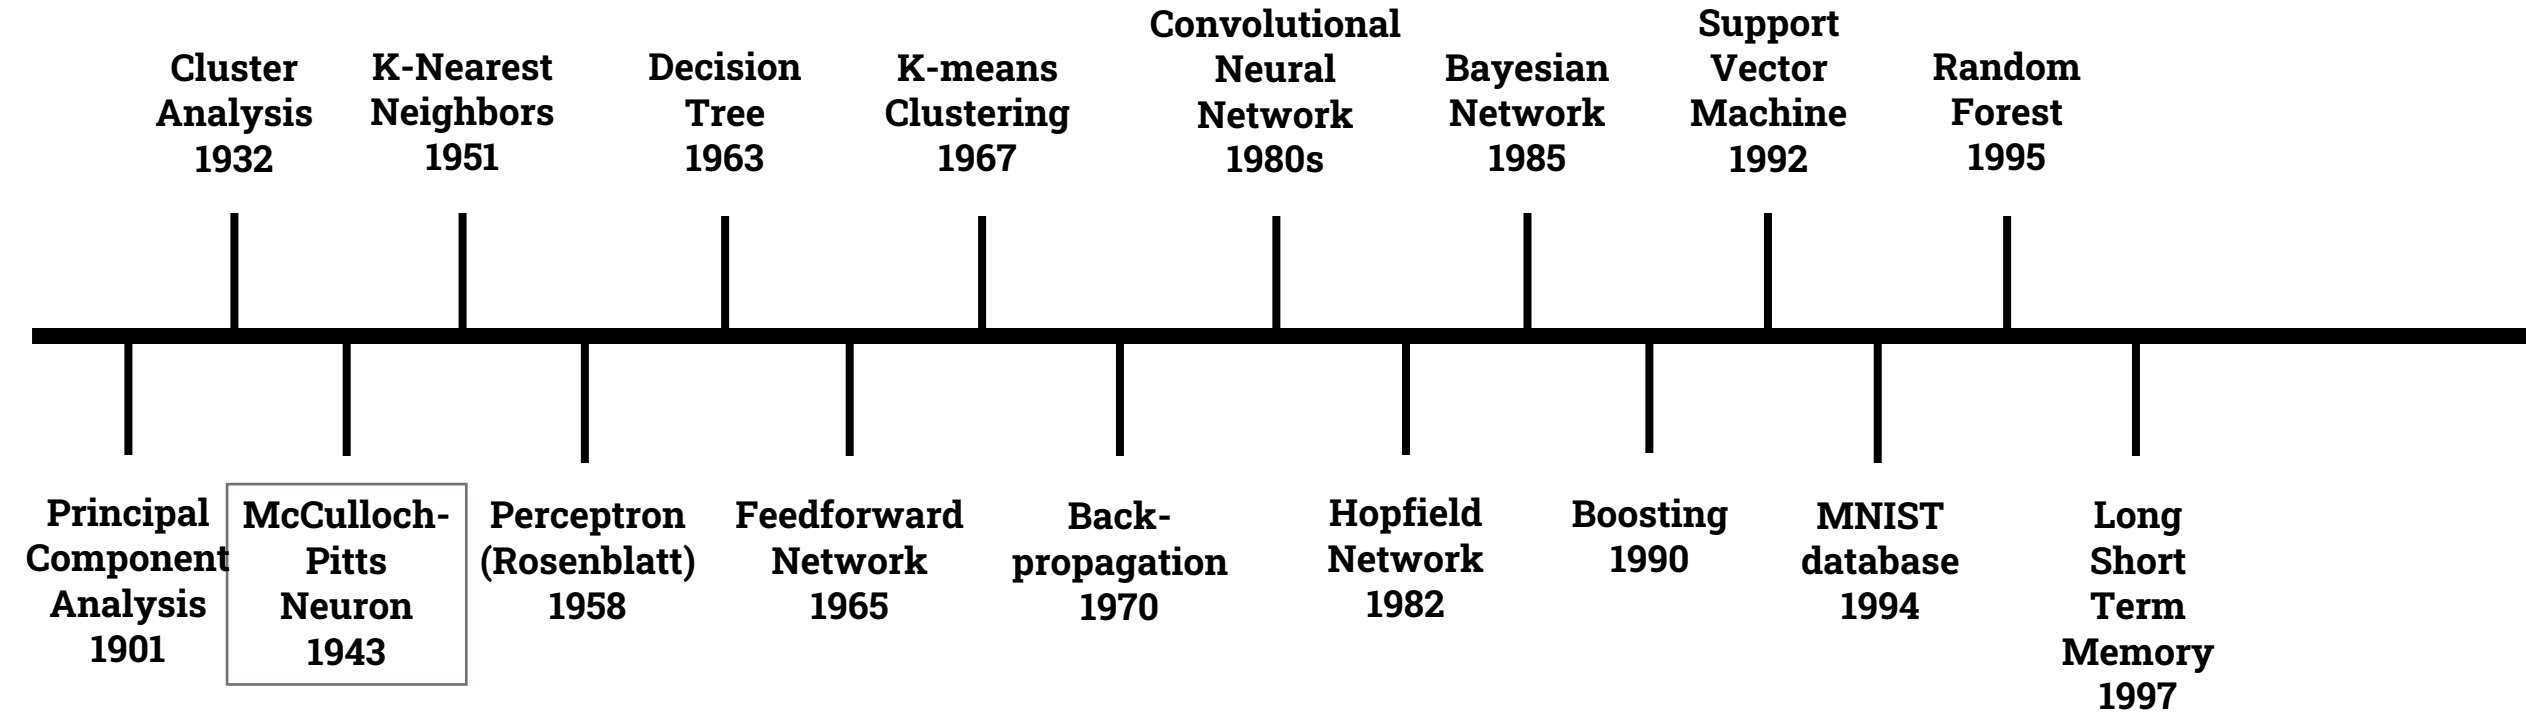 Cluster
Analysis
1932
K-Nearest
Neighbors
1951
Decision
Tree
1963
K-means
Clustering
1967
Convolutional
Neural
Network
1980s
Bayesian
Network
1985
Support
Vector
Machine
1992
Random
Forest
1995
Principal
Component
Analysis
1901
McCulloch-
Pitts
Neuron
1943
Perceptron
(Rosenblatt)
1958
Feedforward
Network
1965
Back-
propagation
1970
Hopfield
Network
1982
Boosting
1990
MNIST
database
1994
Long
Short
Term
Memory
1997